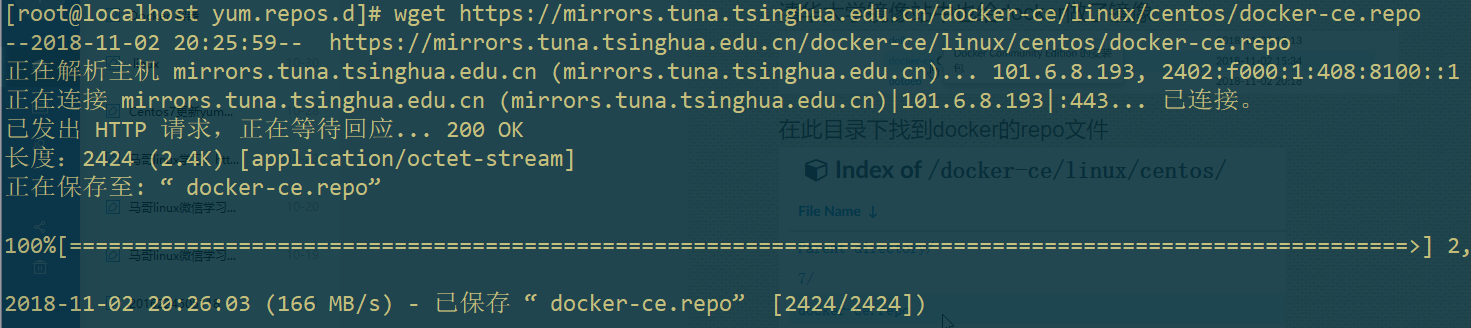 [root@localhost yum.repos.d]# wget https://mirrors.tuna.tsinghua.edu.cn/docker-ce/linux/centos/docker-ce.repo
--2018-11-02 20:25:59--  https://mirrors.tuna.tsinghua.edu.cn/docker-ce/linux/centos/docker-ce.repo
正在解析主机 mirrors.tuna.tsinghua.edu.cn (mirrors.tuna.tsinghua.edu.cn)... 101.6.8.193, 2402:f000:1:408:8100::1
正在连接 mirrors.tuna.tsinghua.edu.cn (mirrors.tuna.tsinghua.edu.cn)|101.6.8.193|:443... 已连接。
已发出 HTTP 请求，正在等待回应... 200 OK
在此目录下找到docker的repo文件
长度：2424 (2.4K) [application/octet-stream]
Index of /docker-ce/linux/centos/
正在保存至: “ docker-ce.repo”
马哥linux微信学习... 10-20
File Name ↓
100%[=======================================================================================================>] 2,
马哥linux微信学习... 10-19
7/
2018-11-02 20:26:03 (166 MB/s) - 已保存 “ docker-ce.repo”  [2424/2424])